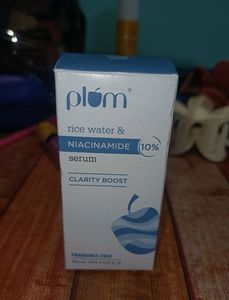 plum
rice water &
NIACINAMIDE 10%
serum
CLARITY BOOST
FRAGRANCE-FREE